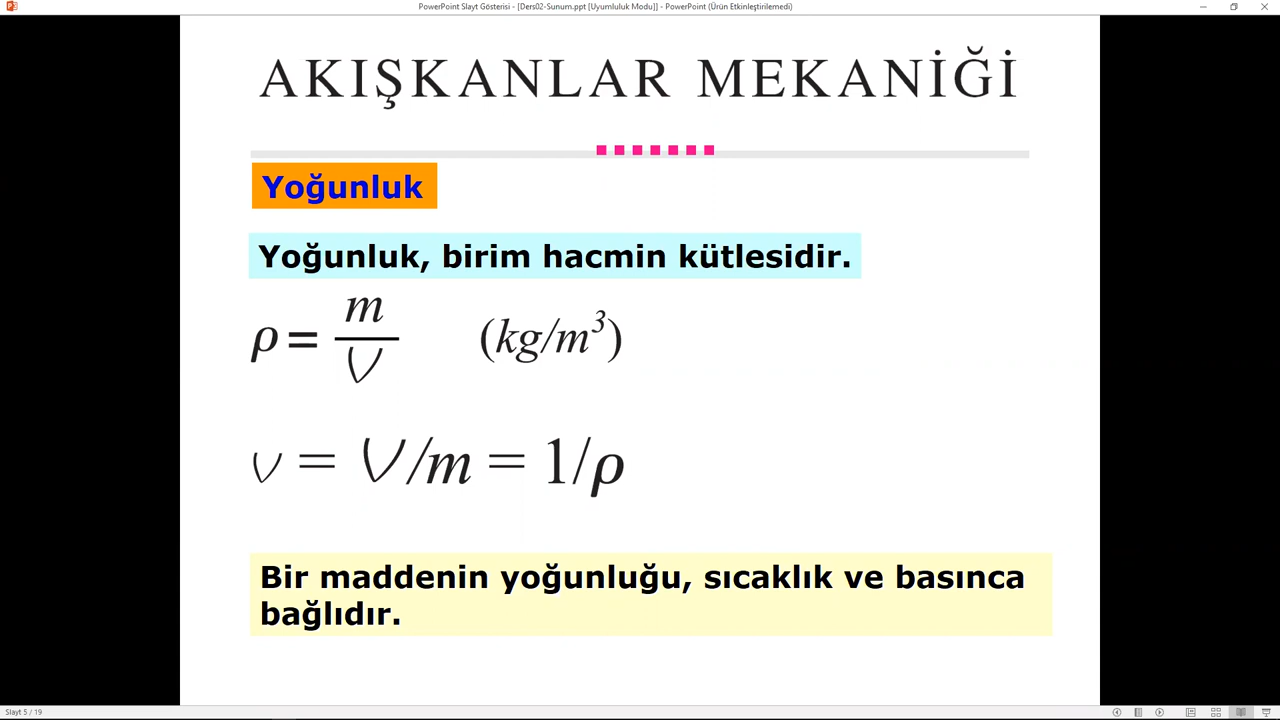 PowerPoint Slayt Gösterisi - [Ders02-Sunum.ppt [Uyumluluk Modu]] - PowerPoint (Ürün Etkinleştirilemedi)
AKIŞKANLAR MEKANİĞİ
Yoğunluk
Yoğunluk, birim hacmin kütlesidir.
ρ = m/V (kg/m³)
υ = V/m = 1/ρ
Bir maddenin yoğunluğu, sıcaklık ve basınca
bağlıdır.
Slayt 5 / 19